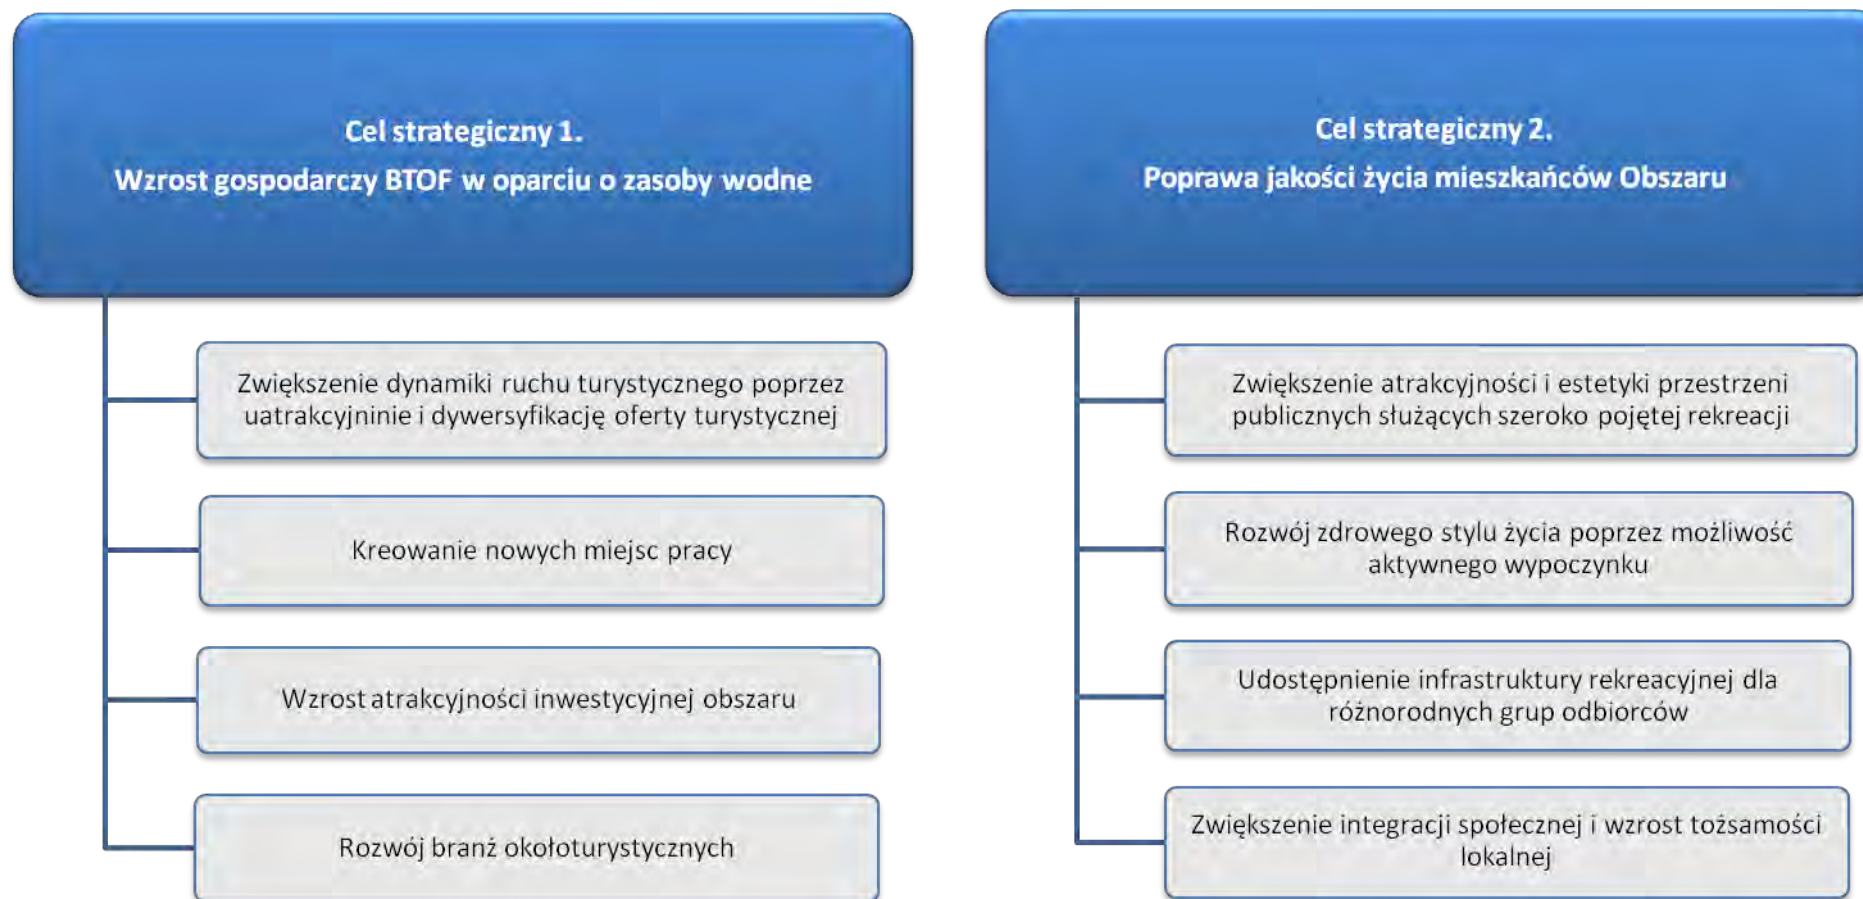 Cel strategiczny 1.
Wzrost gospodarczy BTOF w oparciu o zasoby wodne
Zwiększenie dynamiki ruchu turystycznego poprzez
uatrakcyjninie i dywersyfikację oferty turystycznej
Kreowanie nowych miejsc pracy
Wzrost atrakcyjności inwestycyjnej obszaru
Rozwój branż okołoturystycznych
Cel strategiczny 2.
Poprawa jakości życia mieszkańców Obszaru
Zwiększenie atrakcyjności i estetyki przestrzeni
publicznych służących szeroko pojętej rekreacji
Rozwój zdrowego stylu życia poprzez możliwość
aktywnego wypoczynku
Udostępnienie infrastruktury rekreacyjnej dla
różnorodnych grup odbiorców
Zwiększenie integracji społecznej i wzrost tożsamości
lokalnej